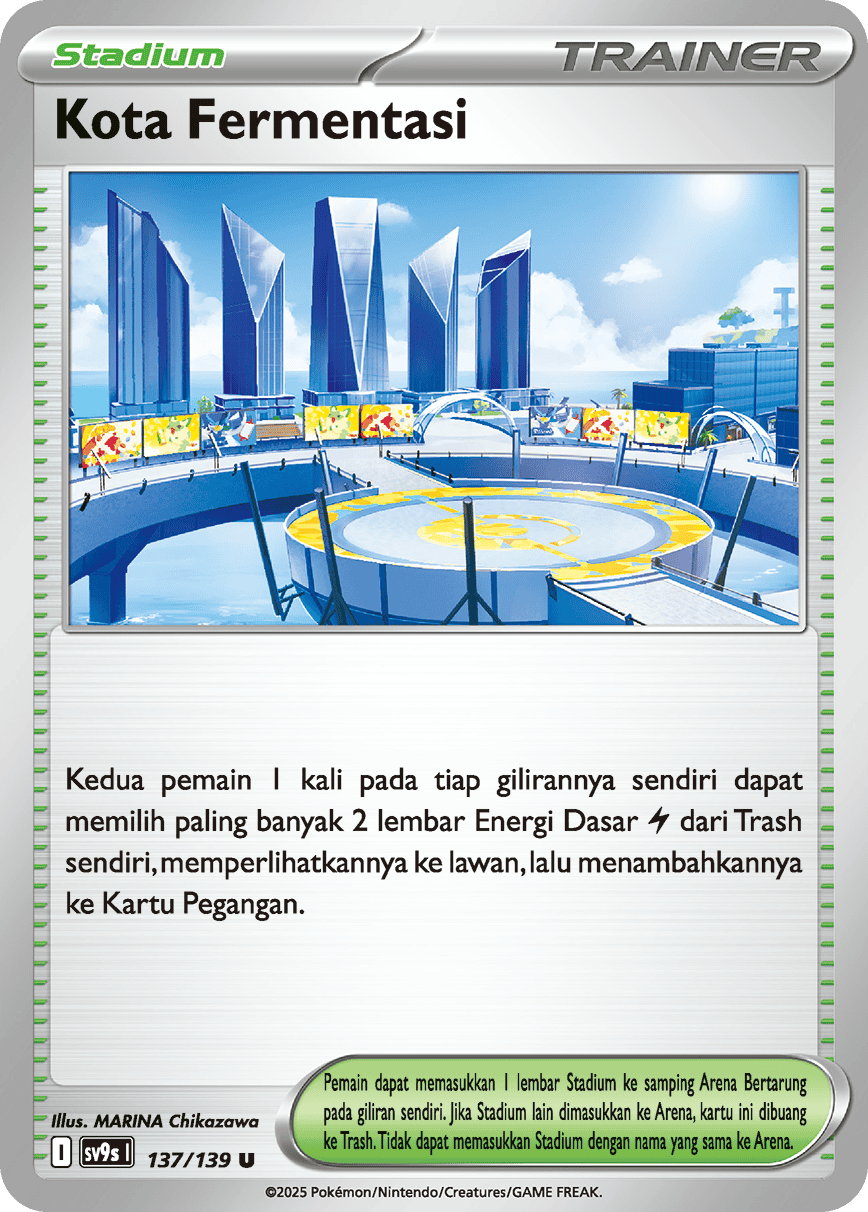 Stadium
TRAINER
Kota Fermentasi
Kedua pemain 1 kali pada tiap gilirannya sendiri dapat
memilih paling banyak 2 lembar Energi Dasar dari Trash
sendiri, memperlihatkannya ke lawan, lalu menambahkannya
ke Kartu Pegangan.
Pemain dapat memasukkan 1 lembar Stadium ke samping Arena Bertarung
pada giliran sendiri. Jika Stadium lain dimasukkan ke Arena, kartu ini dibuang
ke Trash. Tidak dapat memasukkan Stadium dengan nama yang sama ke Arena.
Illus. MARINA Chikazawa
I sv9s I 137/139 U
©2025 Pokémon/Nintendo/Creatures/GAME FREAK.